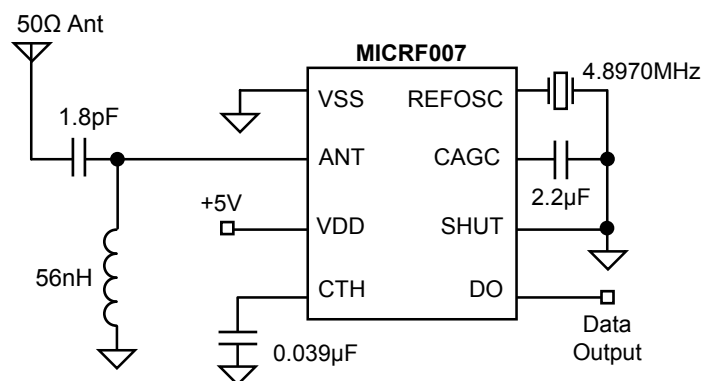 50Ω Ant
MICRF007
4.8970MHz
1.8pF
VSS
REFOSC
ANT
CAGC
2.2µF
+5V
VDD
SHUT
56nH
CTH
DO
0.039µF
Data
Output